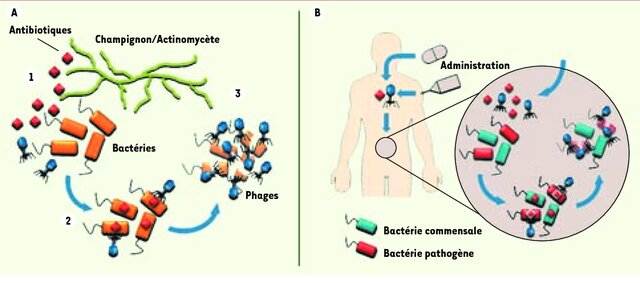 A
Antibiotiques
Champignon/Actinomycète
1
3
Bactéries
Phages
2
B
Administration
Bactérie commensale
Bactérie pathogène